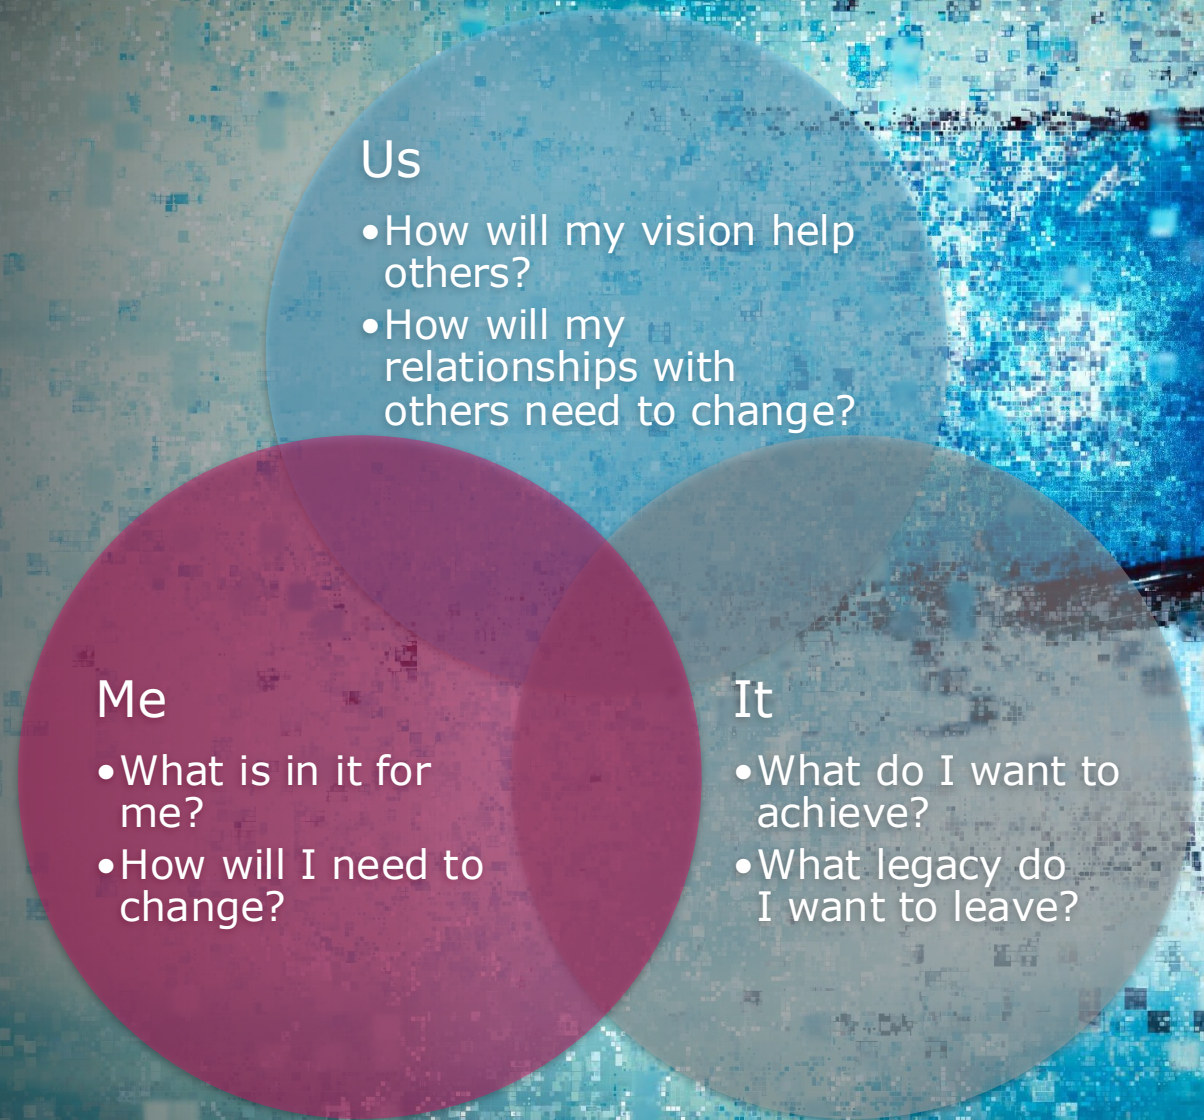 Us
•How will my vision help
others?
•How will my
relationships with
others need to change?
Me
•What is in it for
me?
•How will I need to
change?
It
•What do I want to
achieve?
•What legacy do
I want to leave?